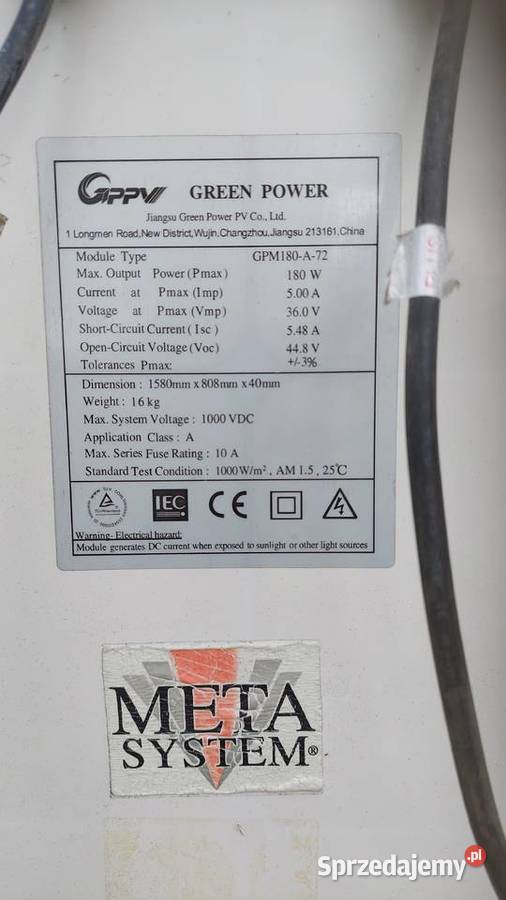 GPPV GREEN POWER
Jiangsu Green Power PV Co., Ltd.
1 Longmen Road,New District,Wujin,Changzhou,Jiangsu 213161,China
Module Type GPM180-A-72
Max. Output Power (Pmax) 180 W
Current at Pmax (Imp) 5.00 A
Voltage at Pmax (Vmp) 36.0 V
Short-Circuit Current ( Isc ) 5.48 A
Open-Circuit Voltage (Voc) 44.8 V
Tolerances Pmax: +/-3%
Dimension : 1580mm x 808mm x 40mm
Weight : 16 kg
Max. System Voltage : 1000 VDC
Application Class : A
Max. Series Fuse Rating : 10 A
Standard Test Condition : 1000W/m², AM 1.5 , 25℃
IEC CE
Warning- Electrical hazard:
Module generates DC current when exposed to sunlight or other light sources
PLUS
META
SYSTEM®
Sprzedajemy.pl